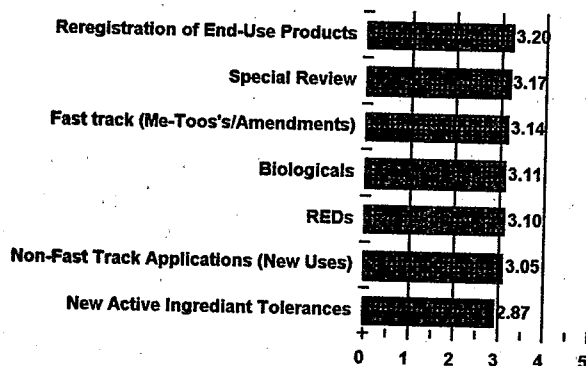 Reregistration of End-Use Products 3.20
Special Review 3.17
Fast track (Me-Toos's/Amendments) 3.14
Biologicals 3.11
REDs 3.10
Non-Fast Track Applications (New Uses) 3.05
New Active Ingrediant Tolerances 2.87
0 1 2 3 4 5